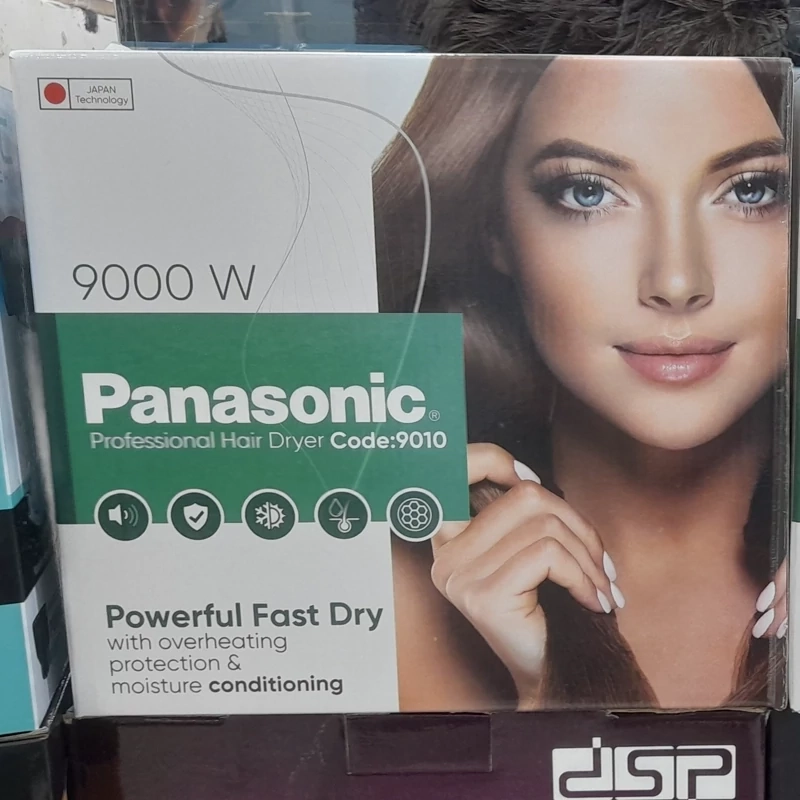 JAPAN
Technology
9000 W
Panasonic®
Professional Hair Dryer Code:9010
Powerful Fast Dry
with overheating
protection &
moisture conditioning
dsp